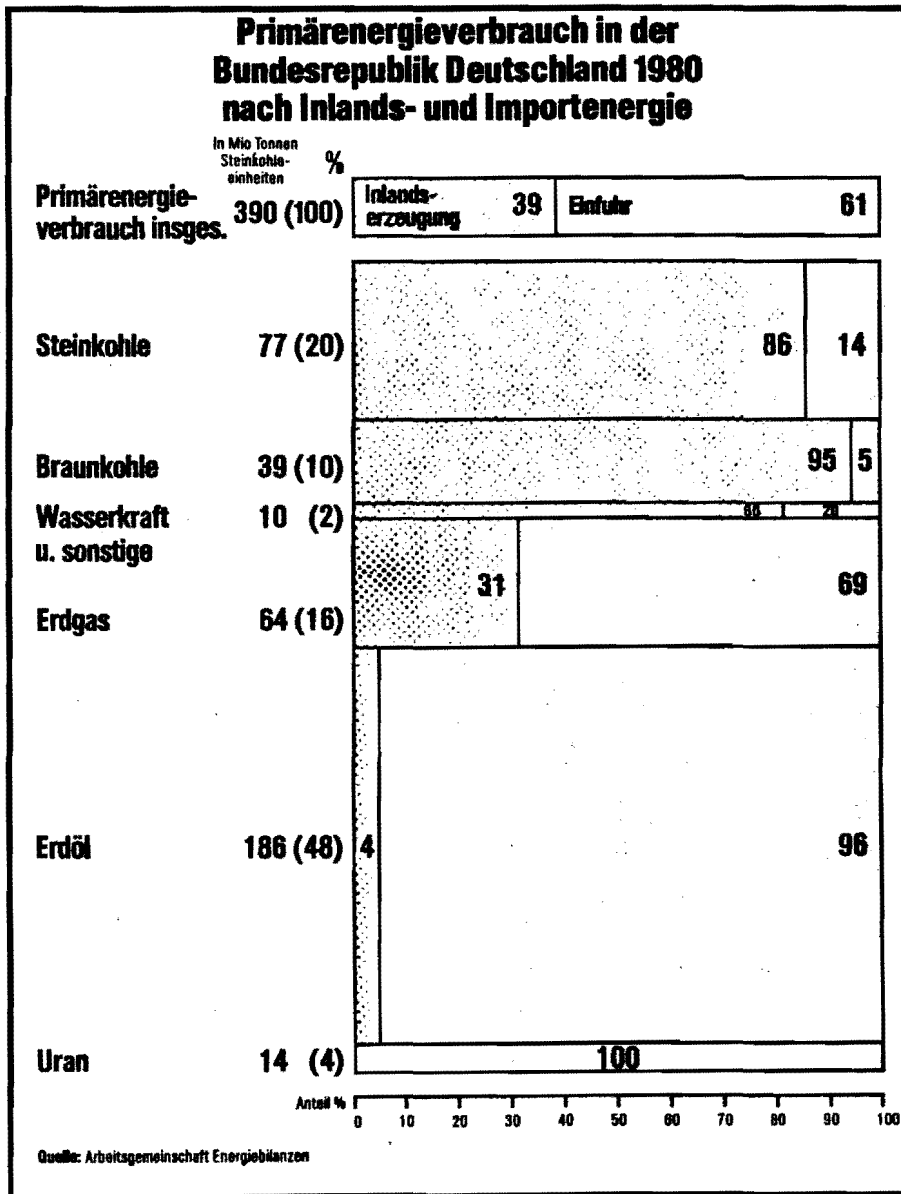 Primärenergieverbrauch in der
Bundesrepublik Deutschland 1980
nach Inlands- und Importenergie
In Mio Tonnen
Steinkohle-
einheiten %
Primärenergie-
verbrauch insges. 390 (100) Inlands-
erzeugung 39 Einfuhr 61
Steinkohle 77 (20) 86 14
Braunkohle 39 (10) 95 5
Wasserkraft 10 (2)
u. sonstige
31 69
Erdgas 64 (16)
Erdöl 186 (48) 4 96
Uran 14 (4) 100
Anteil % 0 10 20 30 40 50 60 70 80 90 100
Quelle: Arbeitsgemeinschaft Energiebilanzen